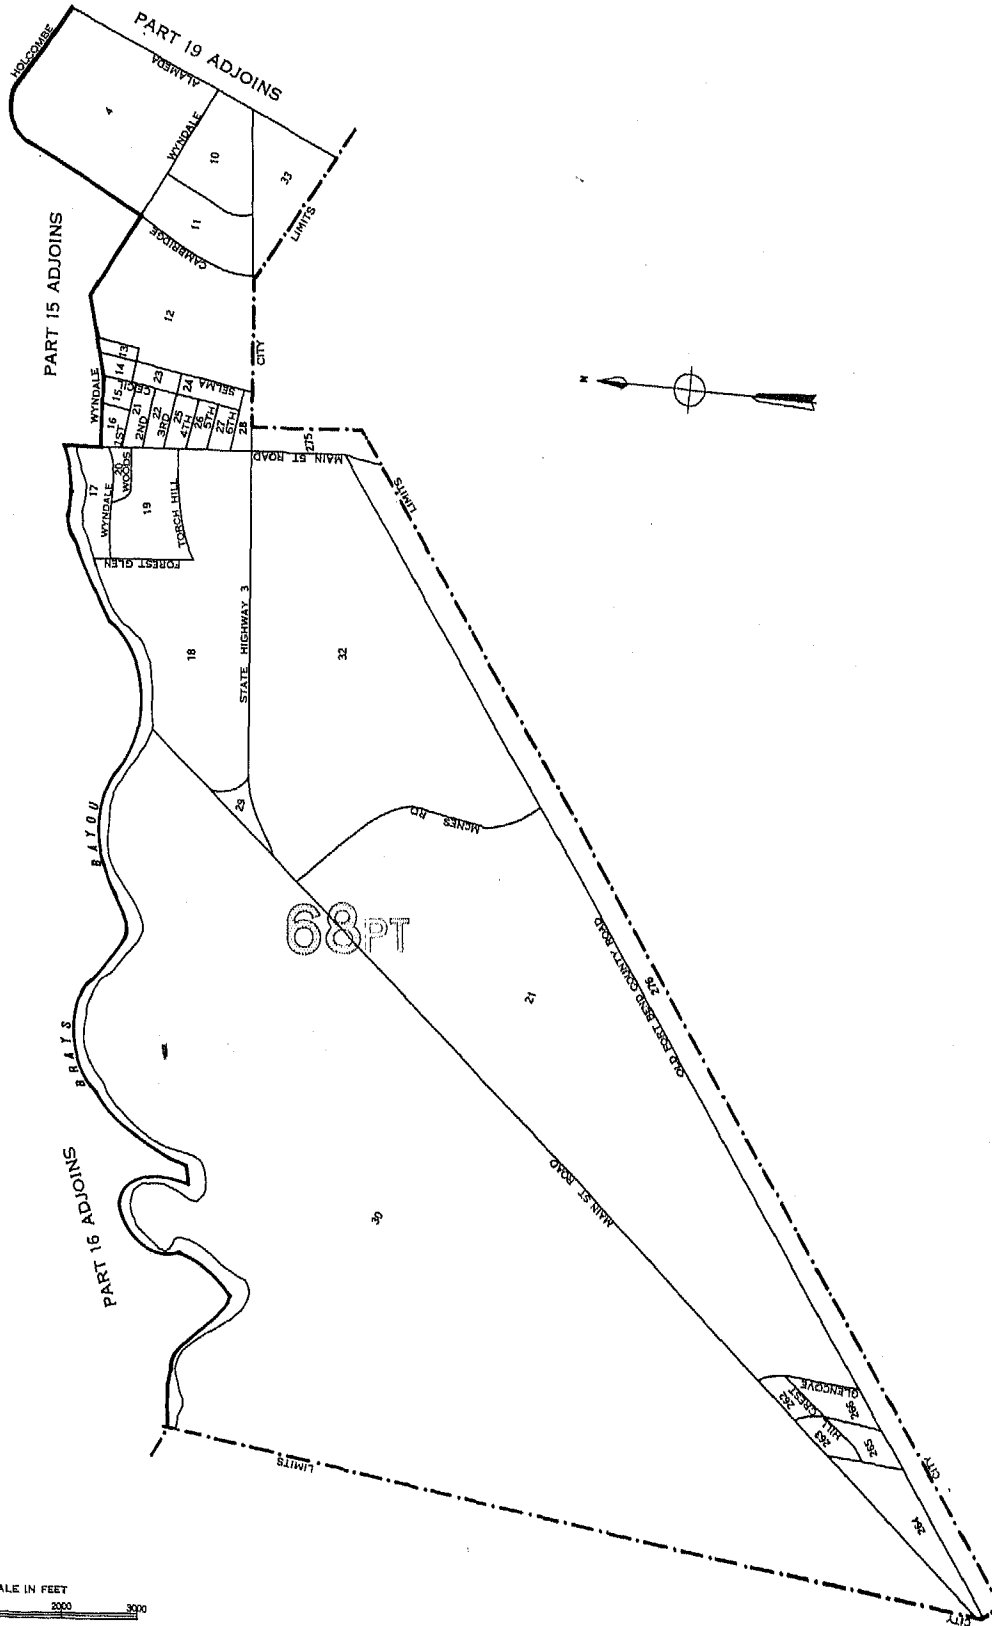 HOLCOMBE
PART 19 ADJOINS
ALAMEDA
4
WYNDALE
10
33
LIMITS
11
CAMBRIDGE
PART 15 ADJOINS
12
CITY
13
14
WYNDALE
15
CECIL
23
24
SELMA
16
1ST
21
2ND
22
3RD
25
4TH
26
5TH
27
6TH
28
275
MAIN ST ROAD
LIMITS
N
17
WYNDALE
20
WOODS
19
TORCH HILL
FOREST GLEN
18
STATE HIGHWAY 3
32
29
MCNES RD
BRAYS BAYOU
68PT
21
OLD FORT BEND COUNTY ROAD
276
PART 16 ADJOINS
30
MAIN ST ROAD
GLENCOVE
262
HILL CREST
266
263
265
CITY
264
LIMITS
CITY
ALE IN FEET
2000
3000